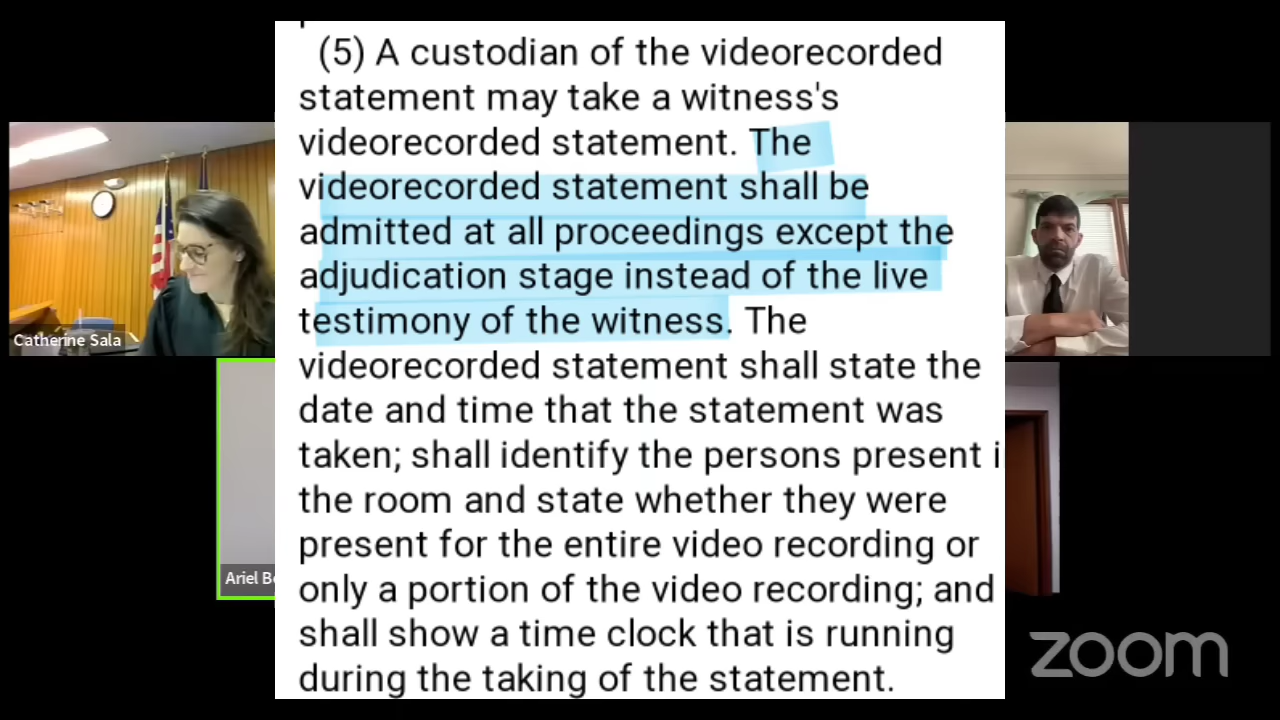 (5) A custodian of the videorecorded
statement may take a witness's
videorecorded statement. The
videorecorded statement shall be
admitted at all proceedings except the
adjudication stage instead of the live
testimony of the witness. The
videorecorded statement shall state the
date and time that the statement was
taken; shall identify the persons present i
the room and state whether they were
present for the entire video recording or
only a portion of the video recording; and
shall show a time clock that is running
during the taking of the statement.
Catherine Sala
Ariel
zoom